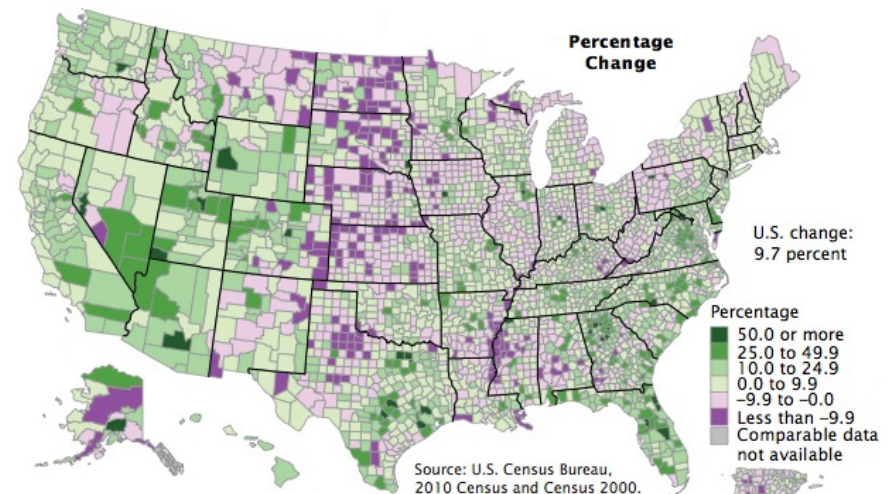 Percentage
Change
U.S. change:
9.7 percent
Percentage
50.0 or more
25.0 to 49.9
10.0 to 24.9
0.0 to 9.9
–9.9 to –0.0
Less than –9.9
Comparable data
not available
Source: U.S. Census Bureau,
2010 Census and Census 2000.